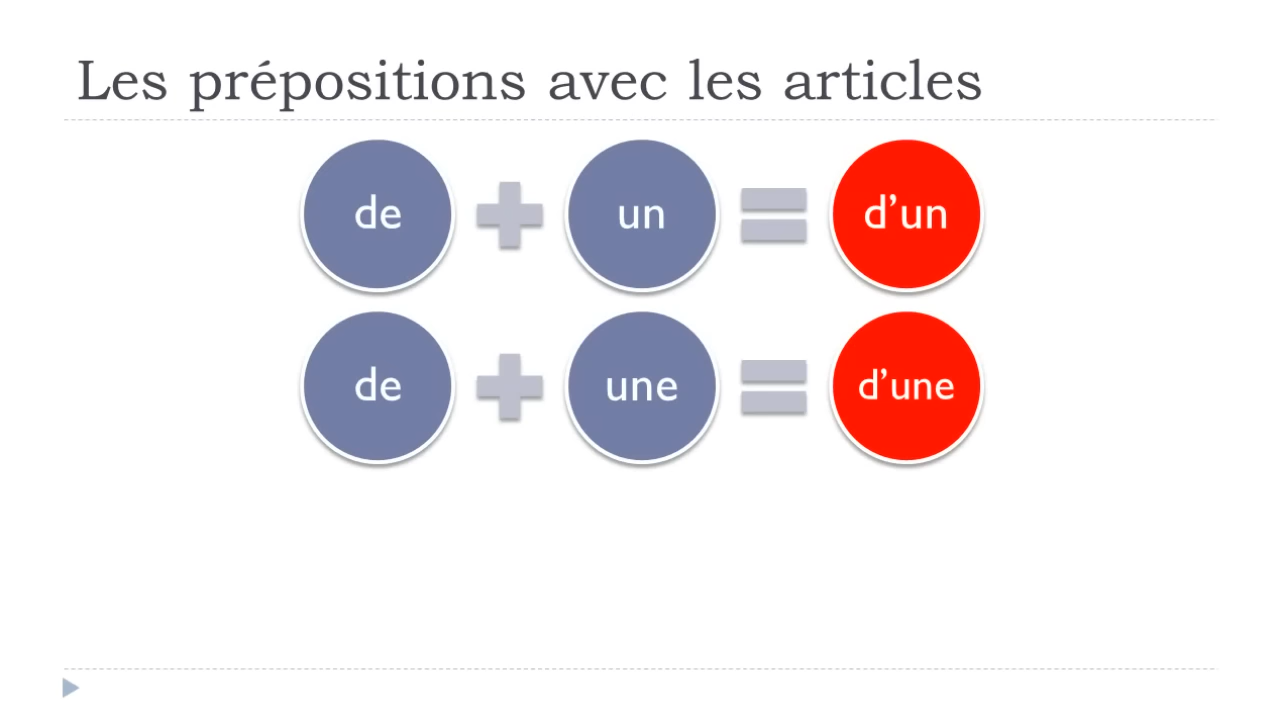 Les prépositions avec les articles
de + un = d’un
de + une = d’une